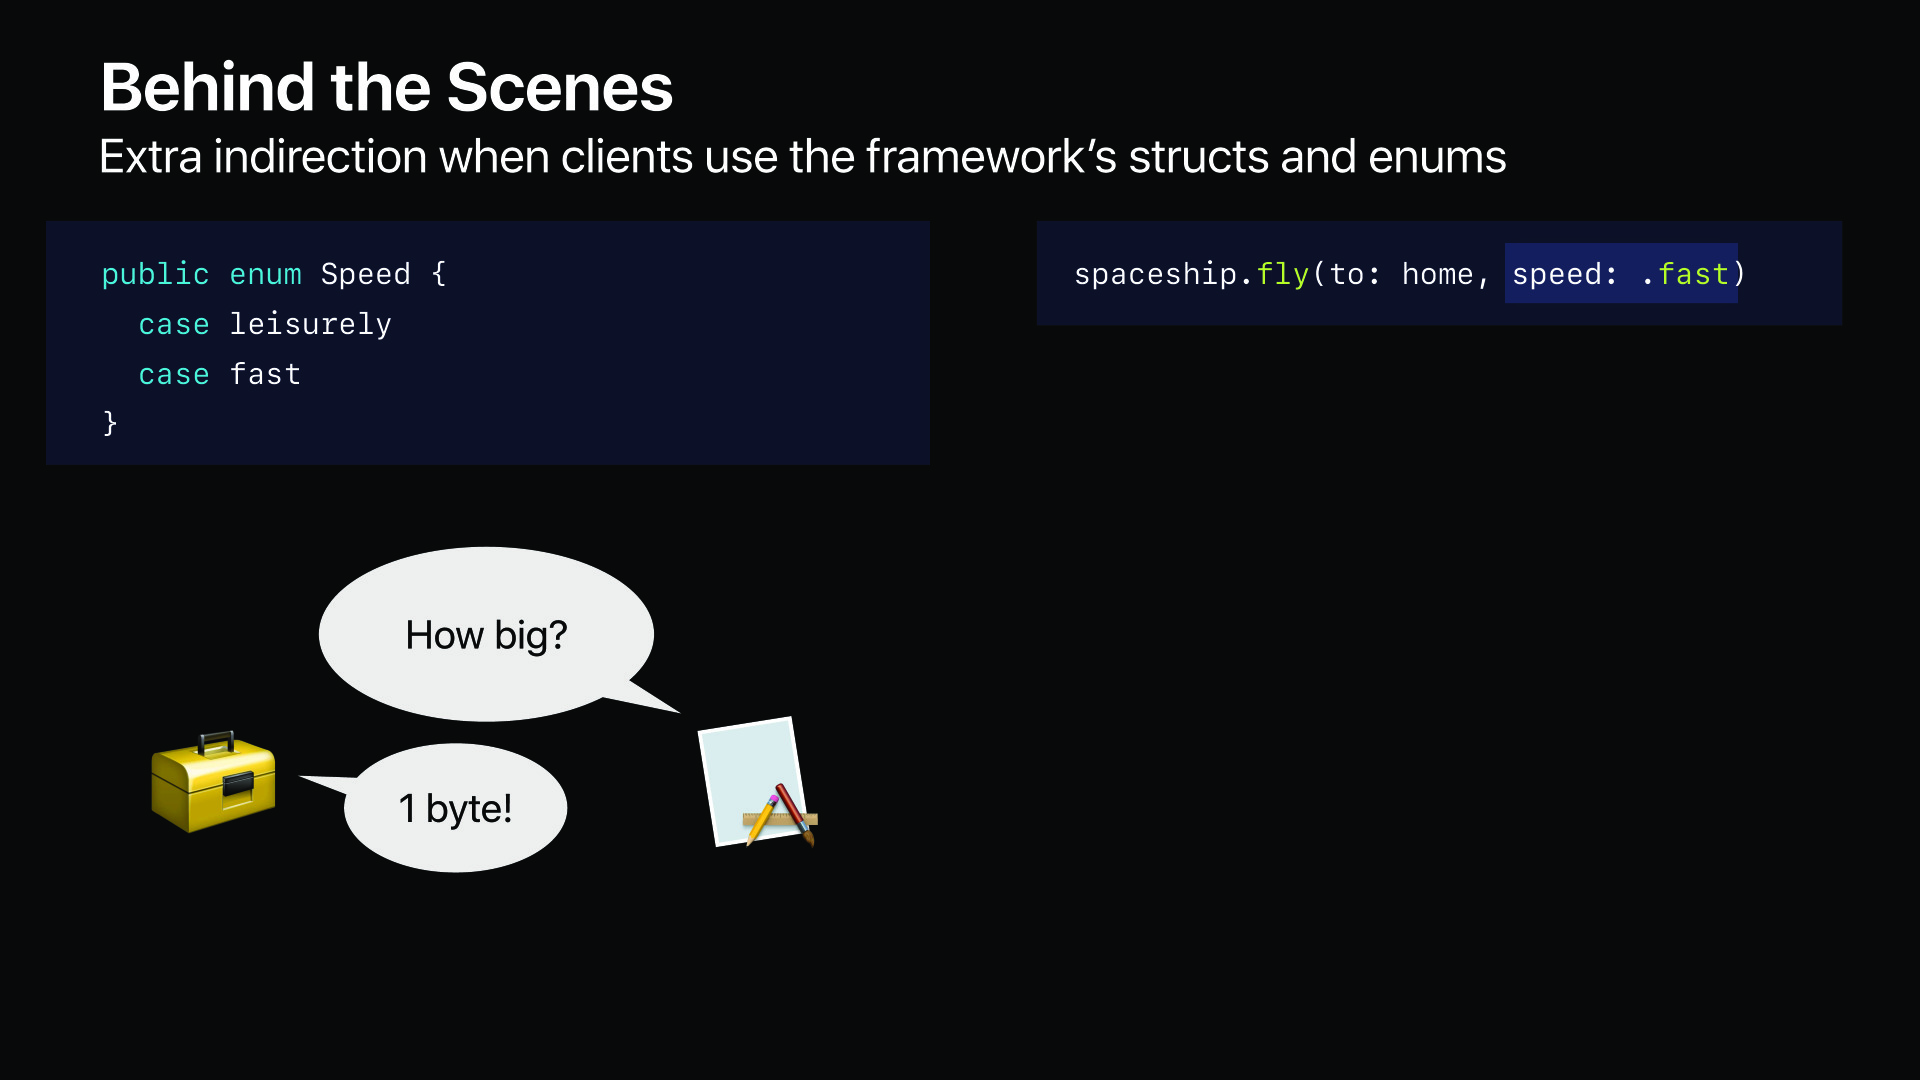 Behind the Scenes
Extra indirection when clients use the framework’s structs and enums
public enum Speed {
  case leisurely
  case fast
}
spaceship.fly(to: home, speed: .fast)
How big?
1 byte!